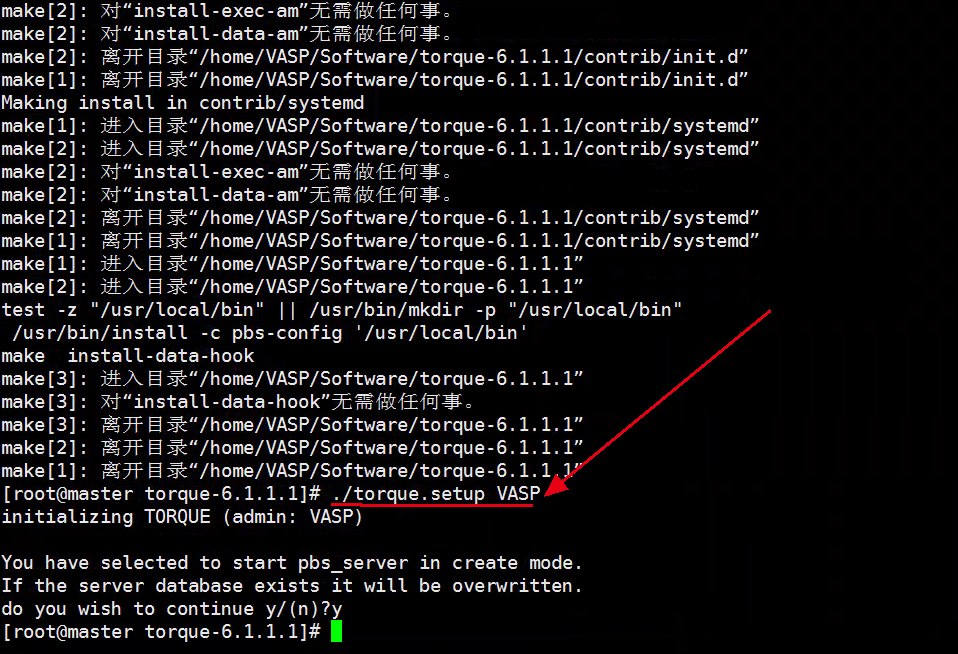 make[2]: 对“install-exec-am”无需做任何事。
make[2]: 对“install-data-am”无需做任何事。
make[2]: 离开目录“/home/VASP/Software/torque-6.1.1.1/contrib/init.d”
make[1]: 离开目录“/home/VASP/Software/torque-6.1.1.1/contrib/init.d”
Making install in contrib/systemd
make[1]: 进入目录“/home/VASP/Software/torque-6.1.1.1/contrib/systemd”
make[2]: 进入目录“/home/VASP/Software/torque-6.1.1.1/contrib/systemd”
make[2]: 对“install-exec-am”无需做任何事。
make[2]: 对“install-data-am”无需做任何事。
make[2]: 离开目录“/home/VASP/Software/torque-6.1.1.1/contrib/systemd”
make[1]: 离开目录“/home/VASP/Software/torque-6.1.1.1/contrib/systemd”
make[1]: 进入目录“/home/VASP/Software/torque-6.1.1.1”
make[2]: 进入目录“/home/VASP/Software/torque-6.1.1.1”
test -z "/usr/local/bin" || /usr/bin/mkdir -p "/usr/local/bin"
 /usr/bin/install -c pbs-config '/usr/local/bin'
make  install-data-hook
make[3]: 进入目录“/home/VASP/Software/torque-6.1.1.1”
make[3]: 对“install-data-hook”无需做任何事。
make[3]: 离开目录“/home/VASP/Software/torque-6.1.1.1”
make[2]: 离开目录“/home/VASP/Software/torque-6.1.1.1”
make[1]: 离开目录“/home/VASP/Software/torque-6.1.1.1”
[root@master torque-6.1.1.1]# ./torque.setup VASP
initializing TORQUE (admin: VASP)
You have selected to start pbs_server in create mode.
If the server database exists it will be overwritten.
do you wish to continue y/(n)?y
[root@master torque-6.1.1.1]#